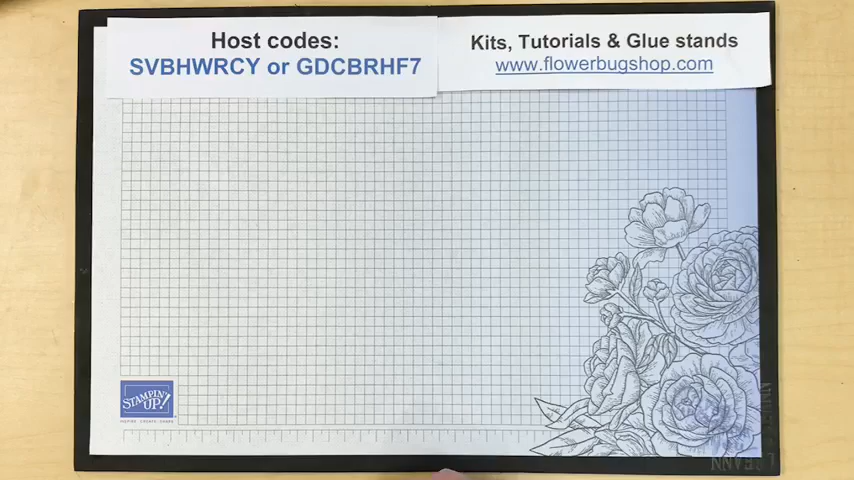 Host codes:
SVBHWRCY or GDCBRHF7
Kits, Tutorials & Glue stands
www.flowerbugshop.com
STAMPIN'
UP!